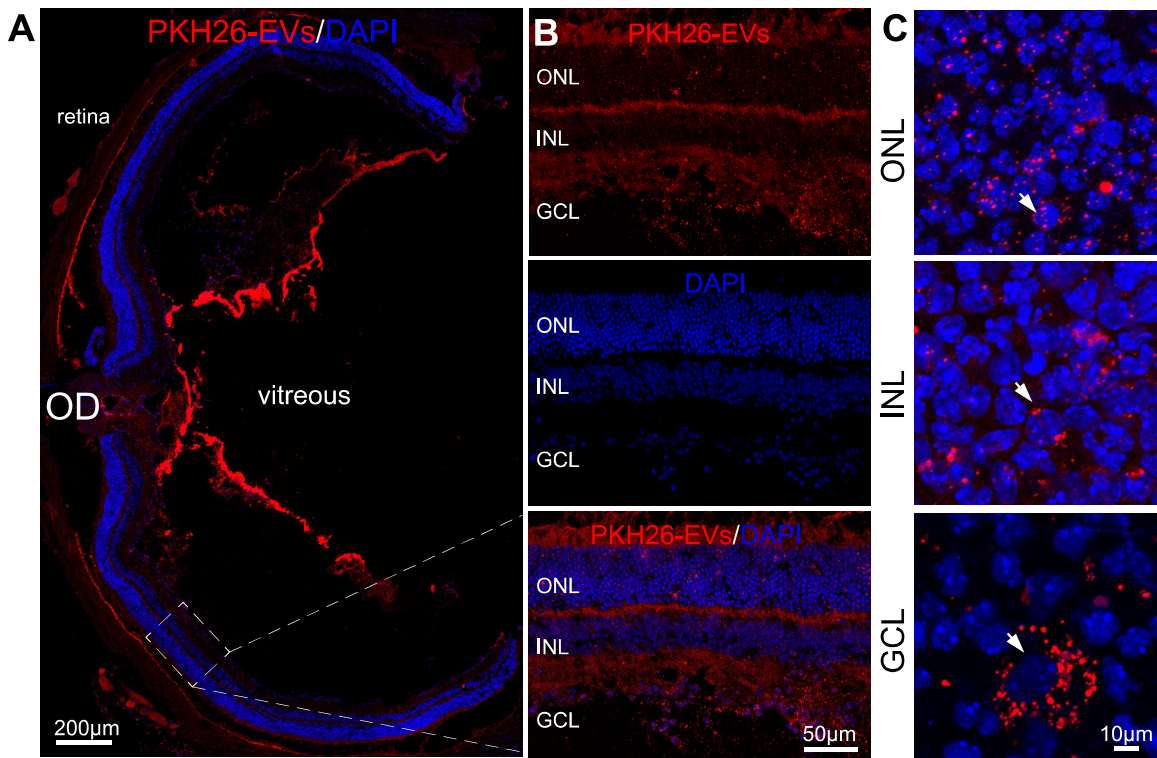 A
PKH26-EVs/DAPI
retina
OD
vitreous
200µm
B
PKH26-EVs
ONL
INL
GCL
DAPI
ONL
INL
GCL
PKH26-EVs/DAPI
ONL
INL
GCL
50µm
C
ONL
INL
GCL
10µm